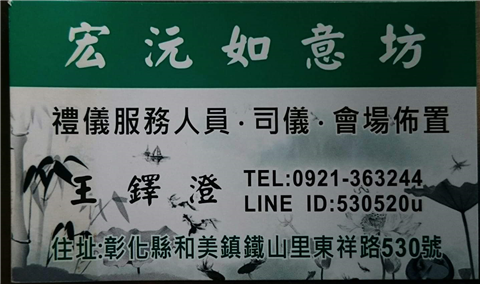 宏沅如意坊
禮儀服務人員·司儀·會場佈置
王鐸澄
TEL:0921-363244
LINE ID:530520u
住址:彰化縣和美鎮鐵山里東祥路530號